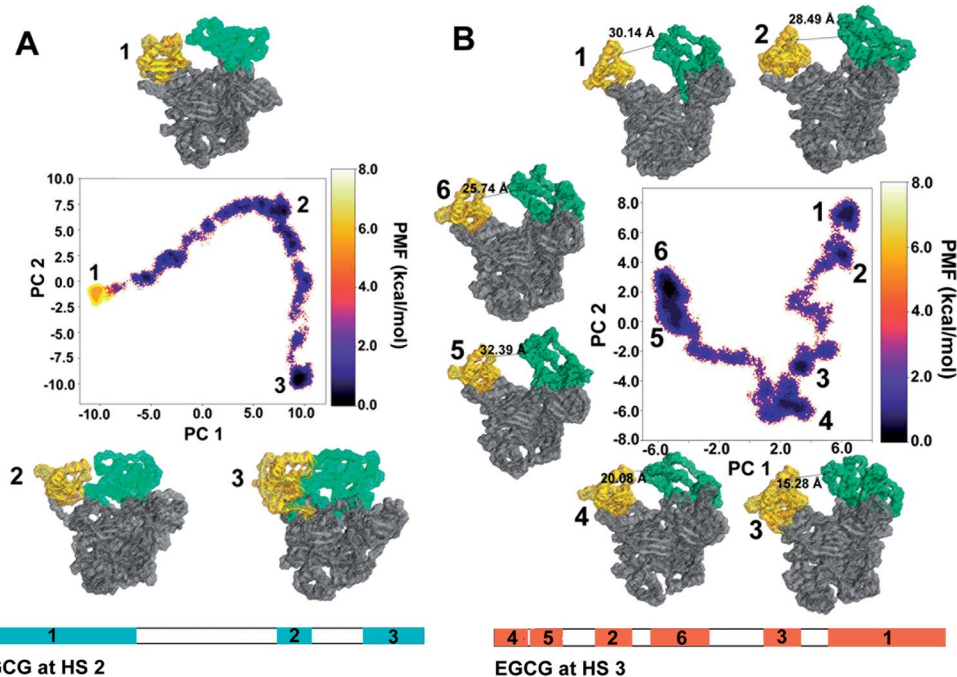 A
1
10.0
7.5
5.0
2.5
0.0
-2.5
-5.0
-7.5
-10.0
PC 2
1
2
3
-10.0 -5.0 0.0 5.0 10.0
PC 1
8.0
6.0
4.0
2.0
0.0
PMF (kcal/mol)
2
3
1 2 3
GCG at HS 2
B
1
30.14 Å
2
28.49 Å
6
25.74 Å
5
32.39 Å
8.0
6.0
4.0
2.0
0.0
-2.0
-4.0
-6.0
-8.0
PC 2
1
2
3
4
5
6
-6.0 -2.0 2.0 6.0
PC 1
8.0
6.0
4.0
2.0
0.0
PMF (kcal/mol)
20.08 Å
4
15.28 Å
3
4 5 2 6 3 1
EGCG at HS 3